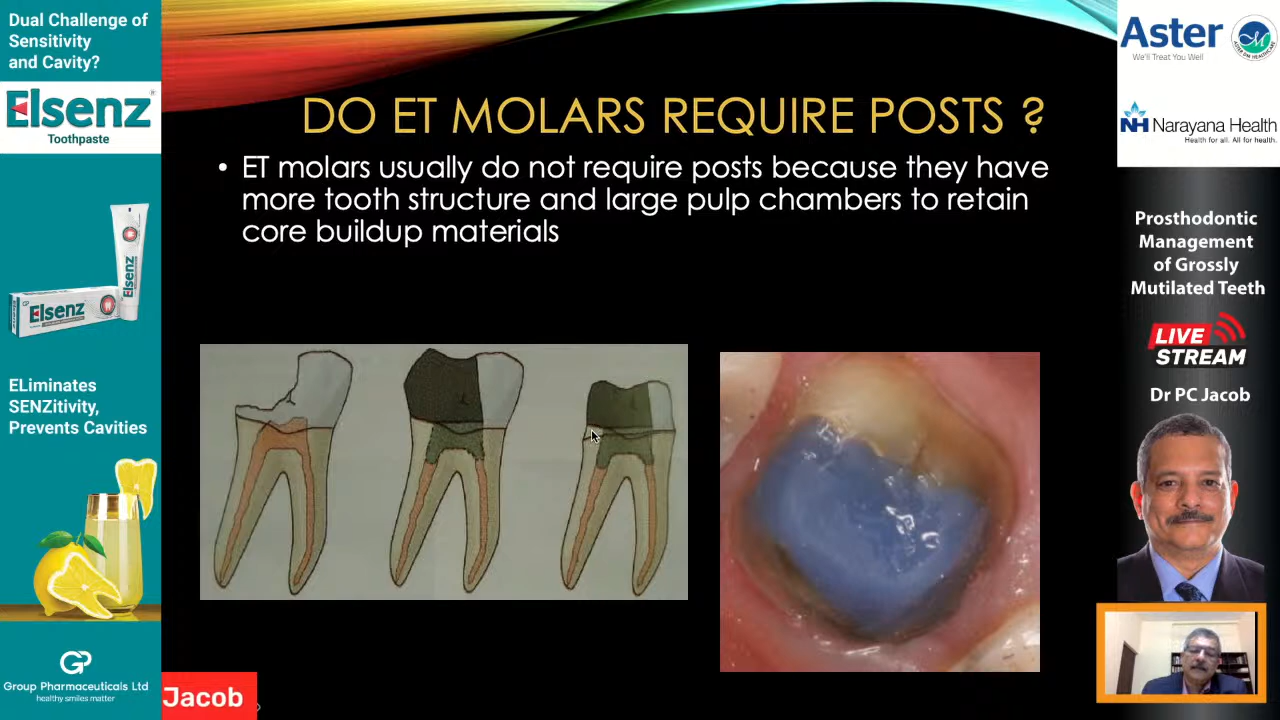 Dual Challenge of
Sensitivity
and Cavity?
Elsenz
Toothpaste
Elsenz
Elsenz
ELiminates
SENZitivity,
Prevents Cavities
GP
Group Pharmaceuticals Ltd
healthy smiles matter
DO ET MOLARS REQUIRE POSTS ?
• ET molars usually do not require posts because they have
more tooth structure and large pulp chambers to retain
core buildup materials
Jacob
Aster
We'll Treat You Well
NH Narayana Health
Health for all. All for health.
Prosthodontic
Management
of Grossly
Mutilated Teeth
LIVE
STREAM
Dr PC Jacob